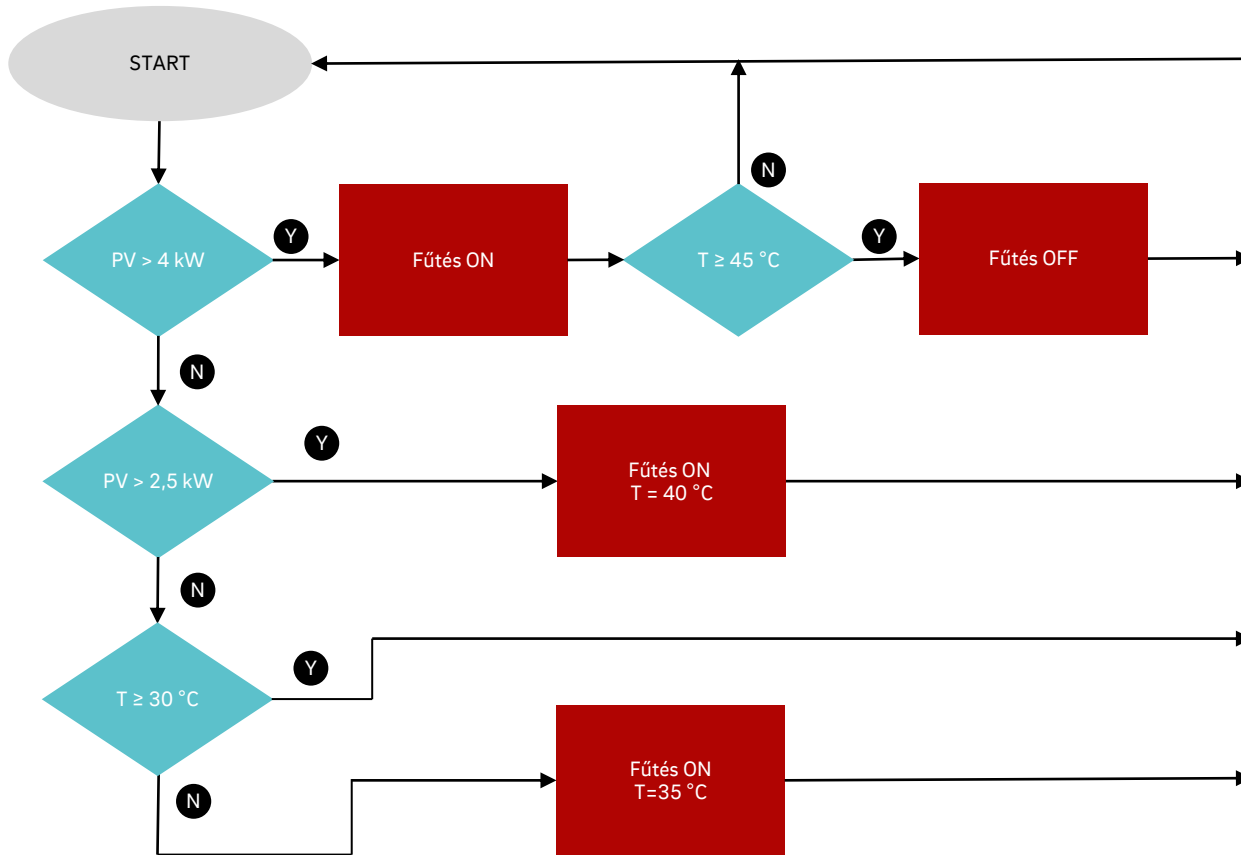 START
N
PV > 4 kW
Y
Fűtés ON
T ≥ 45 °C
Y
Fűtés OFF
N
PV > 2,5 kW
Y
Fűtés ON
T = 40 °C
N
T ≥ 30 °C
Y
N
Fűtés ON
T=35 °C